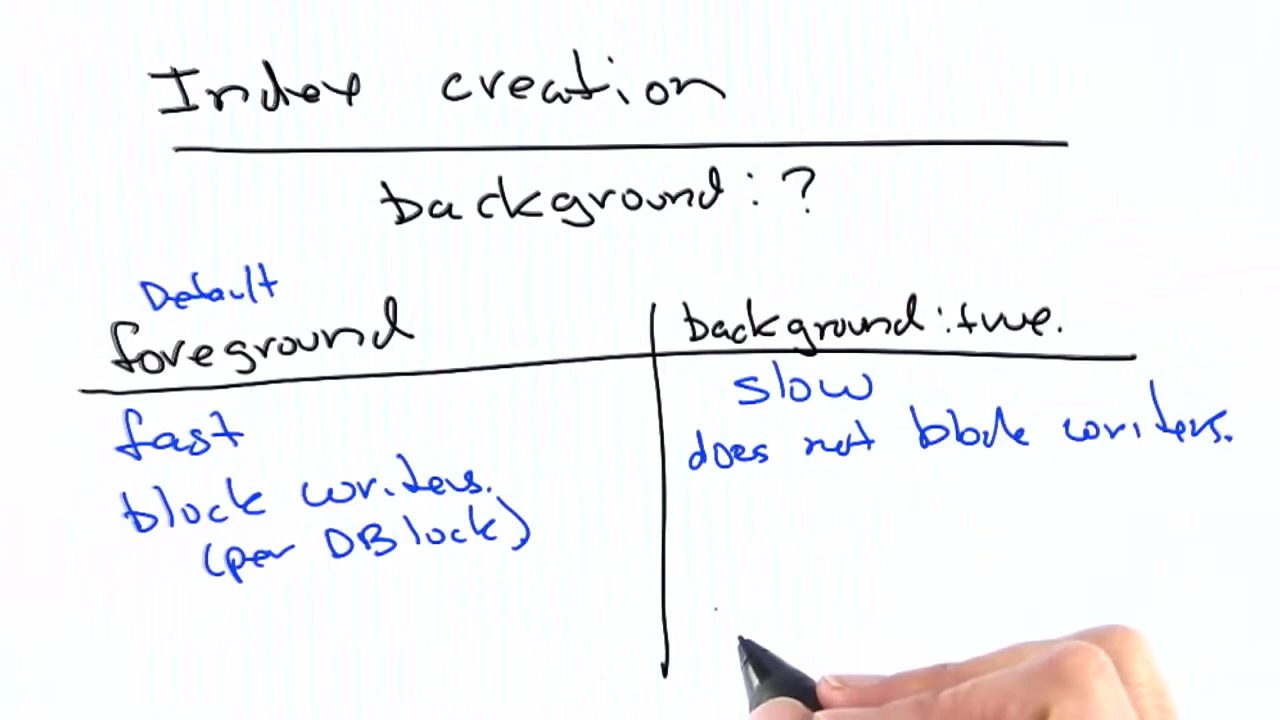 Index creation
background: ?
Default
foreground
fast
block writers.
(per DB lock)
background: true.
slow
does not block writers.